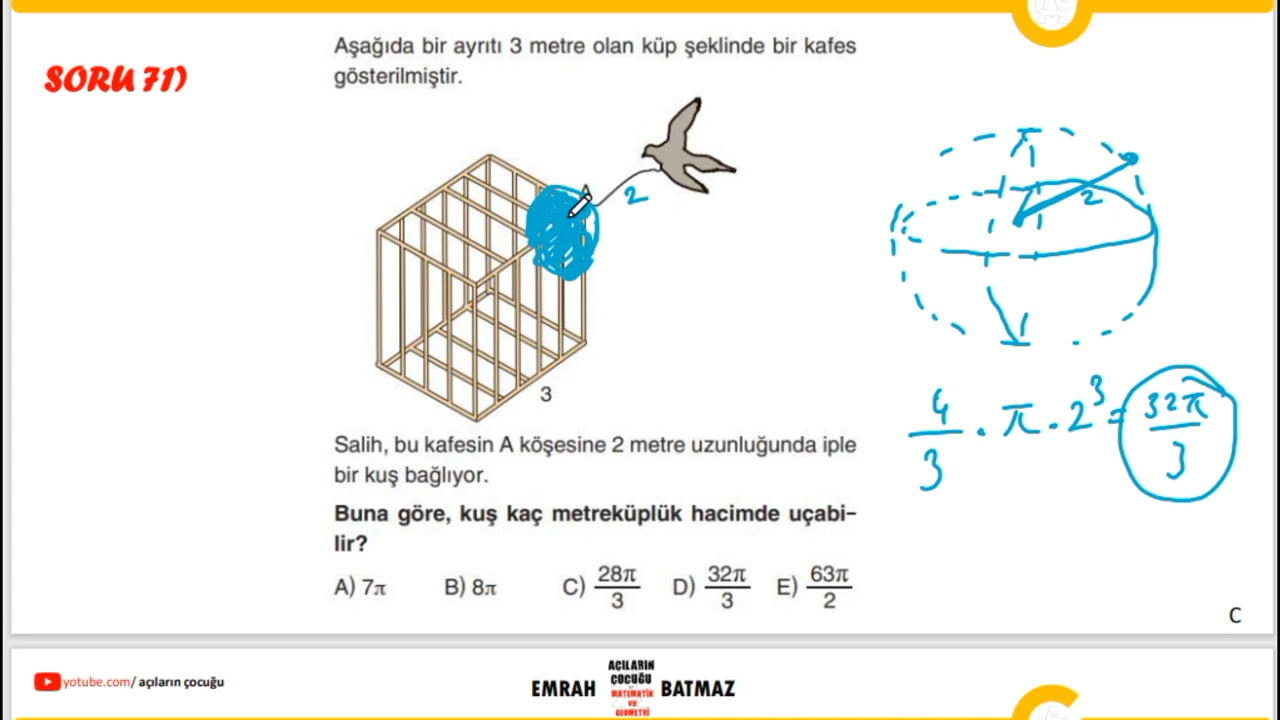 SORU 71)
Aşağıda bir ayrıtı 3 metre olan küp şeklinde bir kafes
gösterilmiştir.
2
3
2
4/3 . π . 2³ = 32π/3
Salih, bu kafesin A köşesine 2 metre uzunluğunda iple
bir kuş bağlıyor.
Buna göre, kuş kaç metreküplük hacimde uçabi-
lir?
A) 7π B) 8π C) 28π/3 D) 32π/3 E) 63π/2
C
yotube.com/ açıların çocuğu
EMRAH
AÇILARIN
ÇOCUĞU
MATEMATİK
ve
GEOMETRİ
BATMAZ